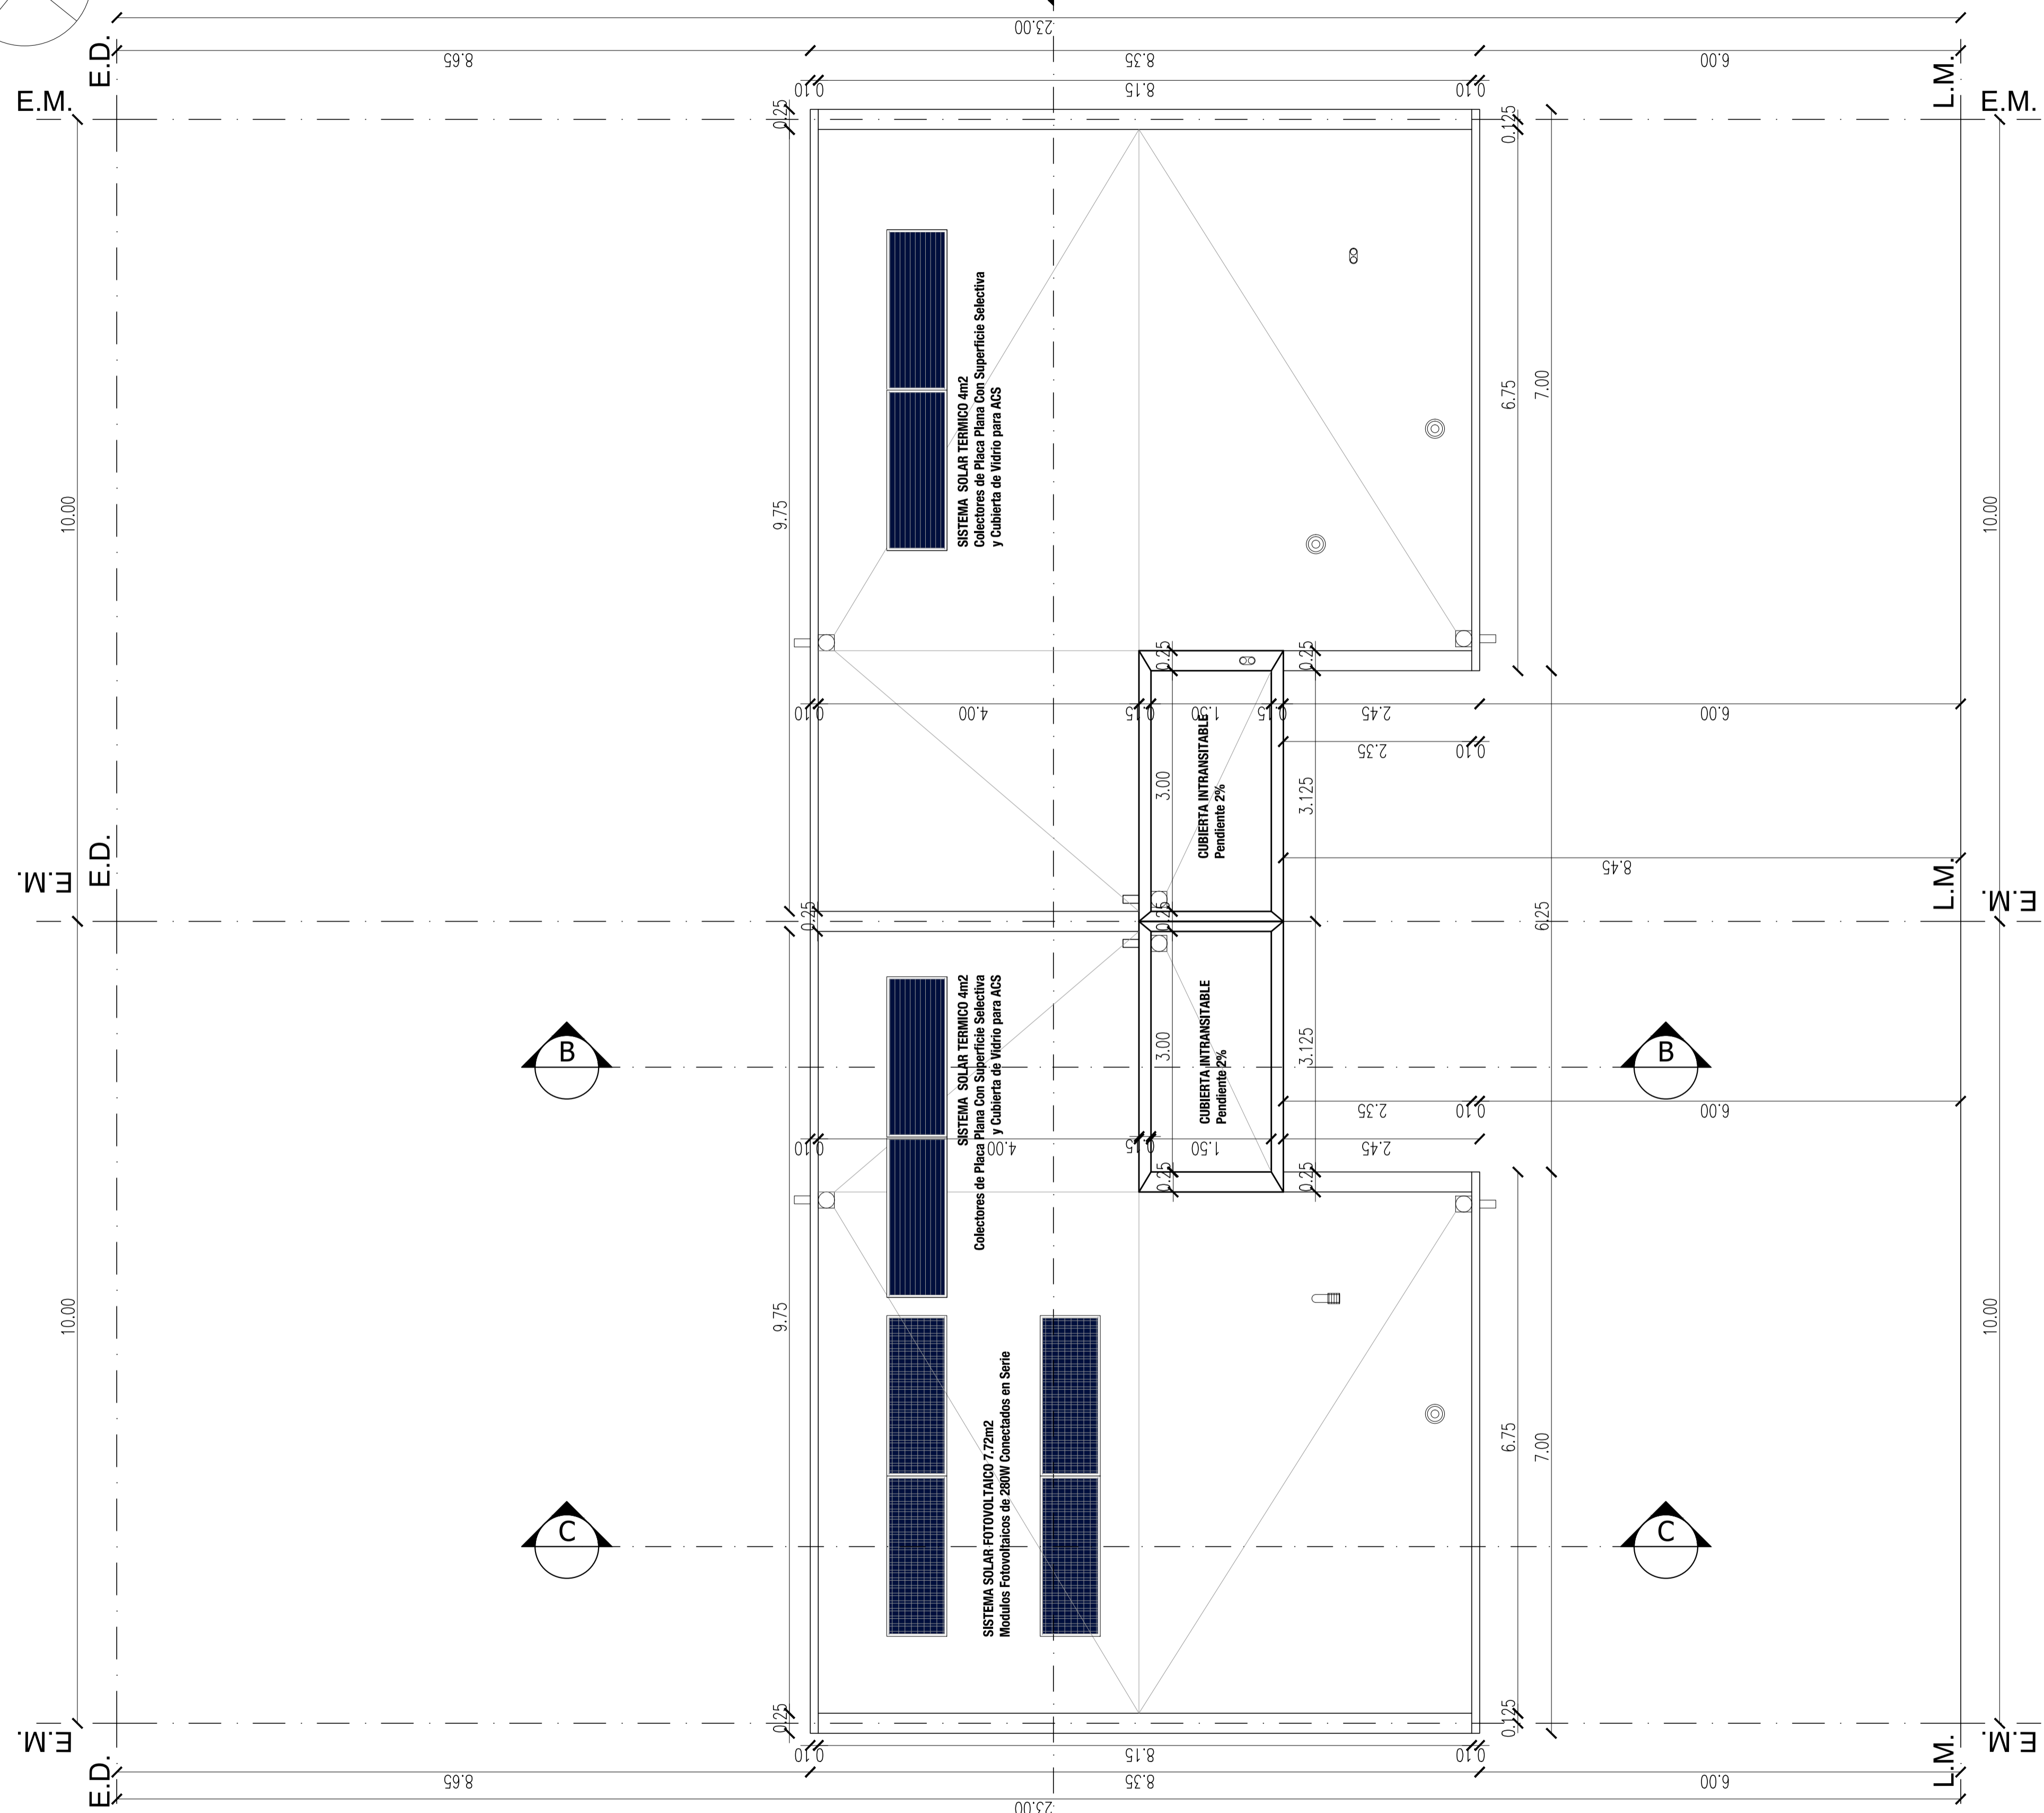 23.00
8.65
8.35
6.00
E.D.
L.M.
E.M.
E.M.
0.10
8.15
0.10
0.25
0.125
10.00
9.75
SISTEMA SOLAR TERMICO 4m2
Colectores de Placa Plana Con Superficie Selectiva
y Cubierta de Vidrio para ACS
6.75
7.00
10.00
0.25
0.25
0.10
4.00
0.15
1.50
0.15
2.45
6.00
2.35
0.10
3.00
CUBIERTA INTRANSITABLE
Pendiente 2%
3.125
8.45
E.D.
E.M.
L.M.
E.M.
0.25
0.25
6.25
SISTEMA SOLAR TERMICO 4m2
Colectores de Placa Plana Con Superficie Selectiva
y Cubierta de Vidrio para ACS
B
3.00
CUBIERTA INTRANSITABLE
Pendiente 2%
3.125
B
2.35
0.10
6.00
0.10
4.00
0.15
1.50
2.45
0.25
0.25
10.00
9.75
SISTEMA SOLAR FOTOVOLTAICO 7.72m2
Modulos Fotovoltaicos de 280W Conectados en Serie
6.75
7.00
10.00
C
C
0.25
0.125
E.M.
E.D.
L.M.
E.M.
0.10
8.15
0.10
8.65
8.35
6.00
23.00